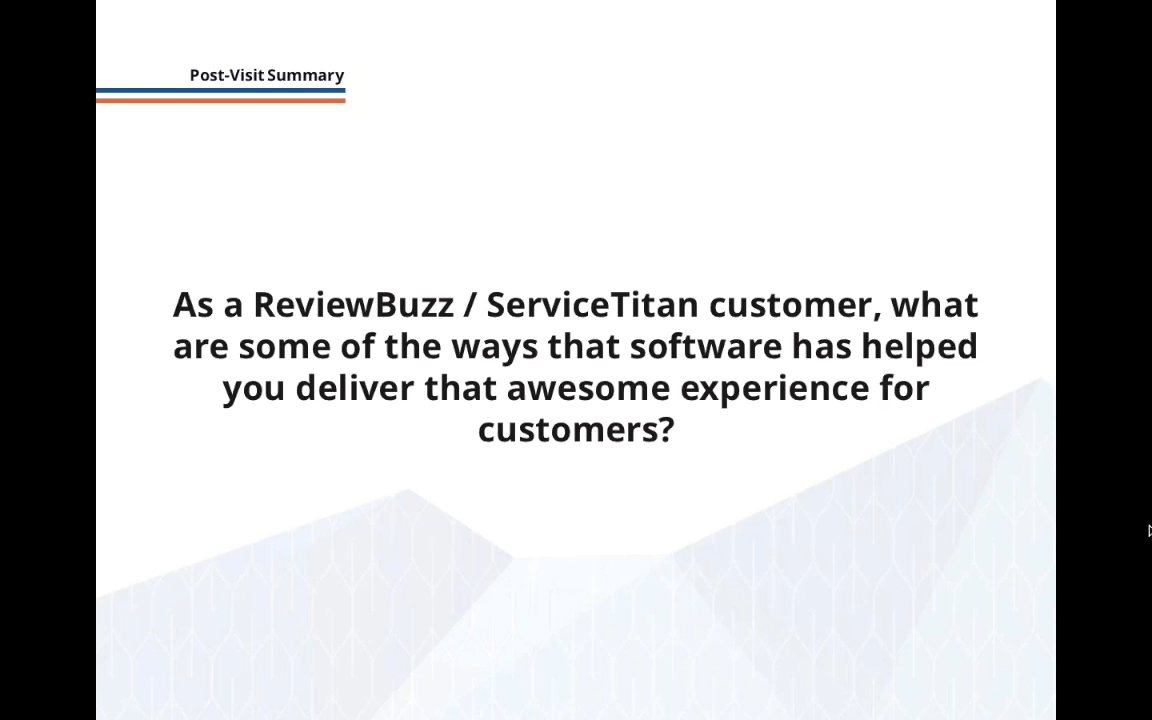 Post-Visit Summary
As a ReviewBuzz / ServiceTitan customer, what
are some of the ways that software has helped
you deliver that awesome experience for
customers?